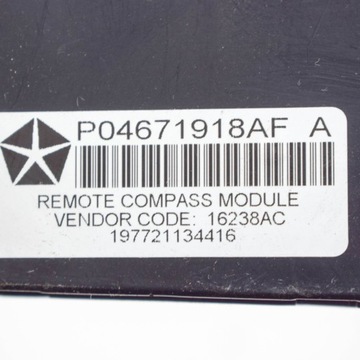 P04671918AF A
REMOTE COMPASS MODULE
VENDOR CODE: 16238AC
197721134416